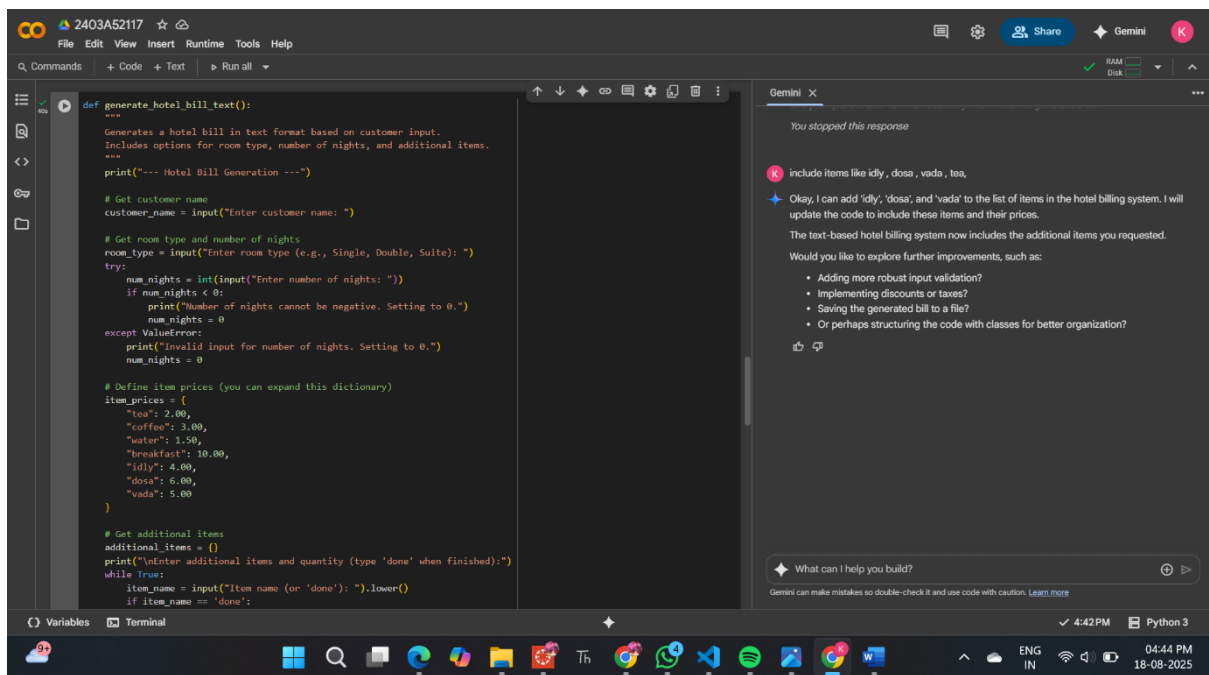 2403A52117
File Edit View Insert Runtime Tools Help
Share
Gemini
K
Commands + Code + Text Run all
RAM
Disk
40s
def generate_hotel_bill_text():
"""
Generates a hotel bill in text format based on customer input.
Includes options for room type, number of nights, and additional items.
"""
print("--- Hotel Bill Generation ---")
# Get customer name
customer_name = input("Enter customer name: ")
# Get room type and number of nights
room_type = input("Enter room type (e.g., Single, Double, Suite): ")
try:
num_nights = int(input("Enter number of nights: "))
if num_nights < 0:
print("Number of nights cannot be negative. Setting to 0.")
num_nights = 0
except ValueError:
print("Invalid input for number of nights. Setting to 0.")
num_nights = 0
# Define item prices (you can expand this dictionary)
item_prices = {
"tea": 2.00,
"coffee": 3.00,
"water": 1.50,
"breakfast": 10.00,
"idly": 4.00,
"dosa": 6.00,
"vada": 5.00
}
# Get additional items
additional_items = {}
print("\nEnter additional items and quantity (type 'done' when finished):")
while True:
item_name = input("Item name (or 'done'): ").lower()
if item_name == 'done':
Gemini
You stopped this response
K
include items like idly , dosa , vada , tea,
Okay, I can add 'idly', 'dosa', and 'vada' to the list of items in the hotel billing system. I will
update the code to include these items and their prices.
The text-based hotel billing system now includes the additional items you requested.
Would you like to explore further improvements, such as:
• Adding more robust input validation?
• Implementing discounts or taxes?
• Saving the generated bill to a file?
• Or perhaps structuring the code with classes for better organization?
What can I help you build?
Gemini can make mistakes so double-check it and use code with caution. Learn more
Variables Terminal
4:42 PM Python 3
9+
Th
4
K
ENG
IN
04:44 PM
18-08-2025